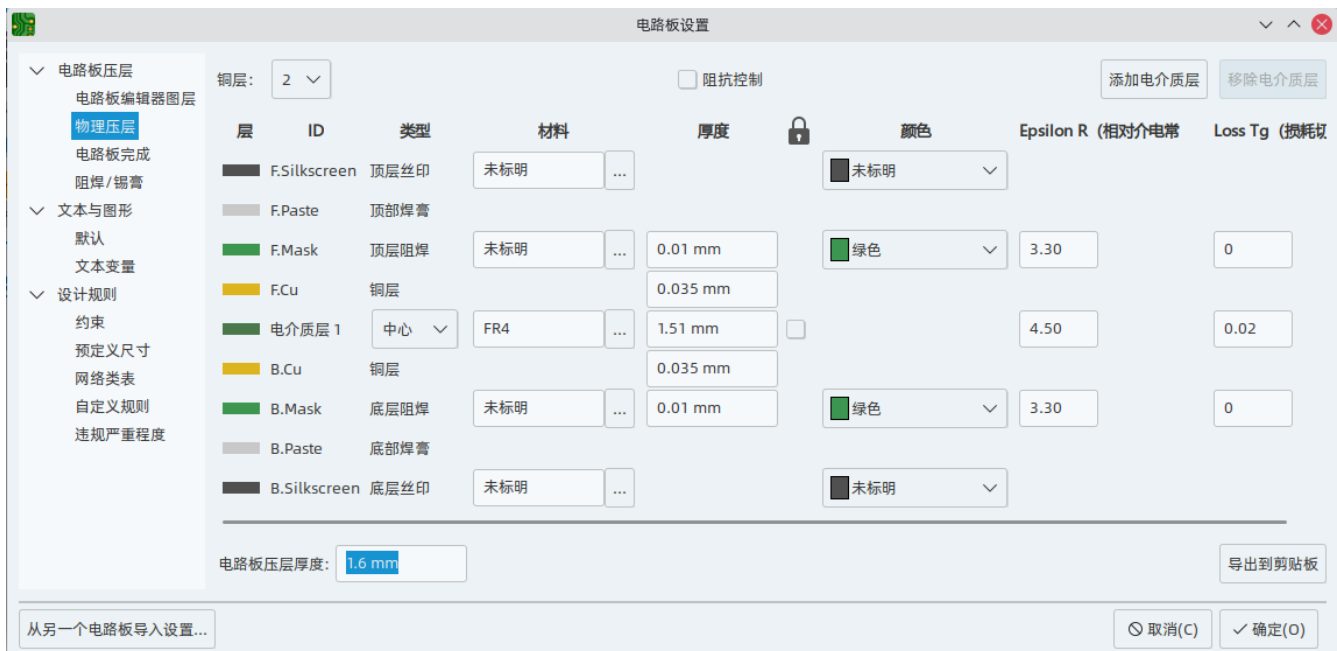 电路板设置
电路板压层
电路板编辑器图层
物理压层
电路板完成
阻焊/锡膏
文本与图形
默认
文本变量
设计规则
约束
预定义尺寸
网络类表
自定义规则
违规严重程度
铜层: 2 阻抗控制 添加电介质层 移除电介质层
层 ID 类型 材料 厚度 颜色 Epsilon R（相对介电常 Loss Tg（损耗切
F.Silkscreen 顶层丝印 未标明 ... 未标明
F.Paste 顶部焊膏
F.Mask 顶层阻焊 未标明 ... 0.01 mm 绿色 3.30 0
F.Cu 铜层 0.035 mm
电介质层 1 中心 FR4 ... 1.51 mm 4.50 0.02
B.Cu 铜层 0.035 mm
B.Mask 底层阻焊 未标明 ... 0.01 mm 绿色 3.30 0
B.Paste 底部焊膏
B.Silkscreen 底层丝印 未标明 ... 未标明
电路板压层厚度: 1.6 mm 导出到剪贴板
从另一个电路板导入设置... 取消(C) 确定(O)